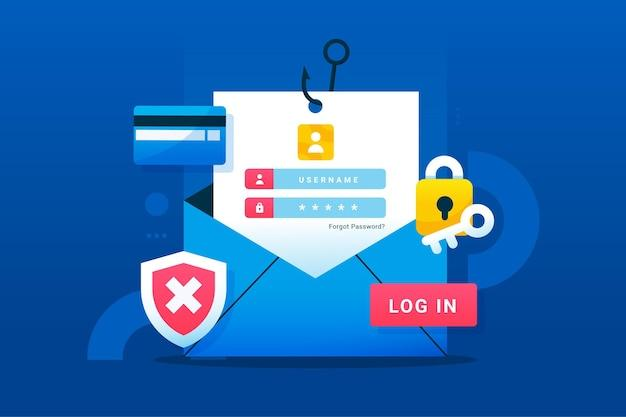 USERNAME
*****
Forgot Password?
LOG IN